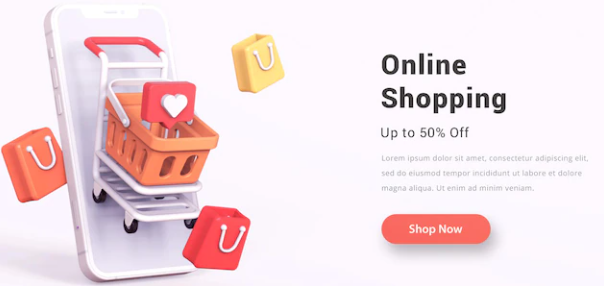 Online
Shopping
Up to 50% Off
Lorem ipsum dolor sit amet, consectetur adipiscing elit,
sed do eiusmod tempor incididunt ut labore et dolore
magna aliqua. Ut enim ad minim veniam.
Shop Now